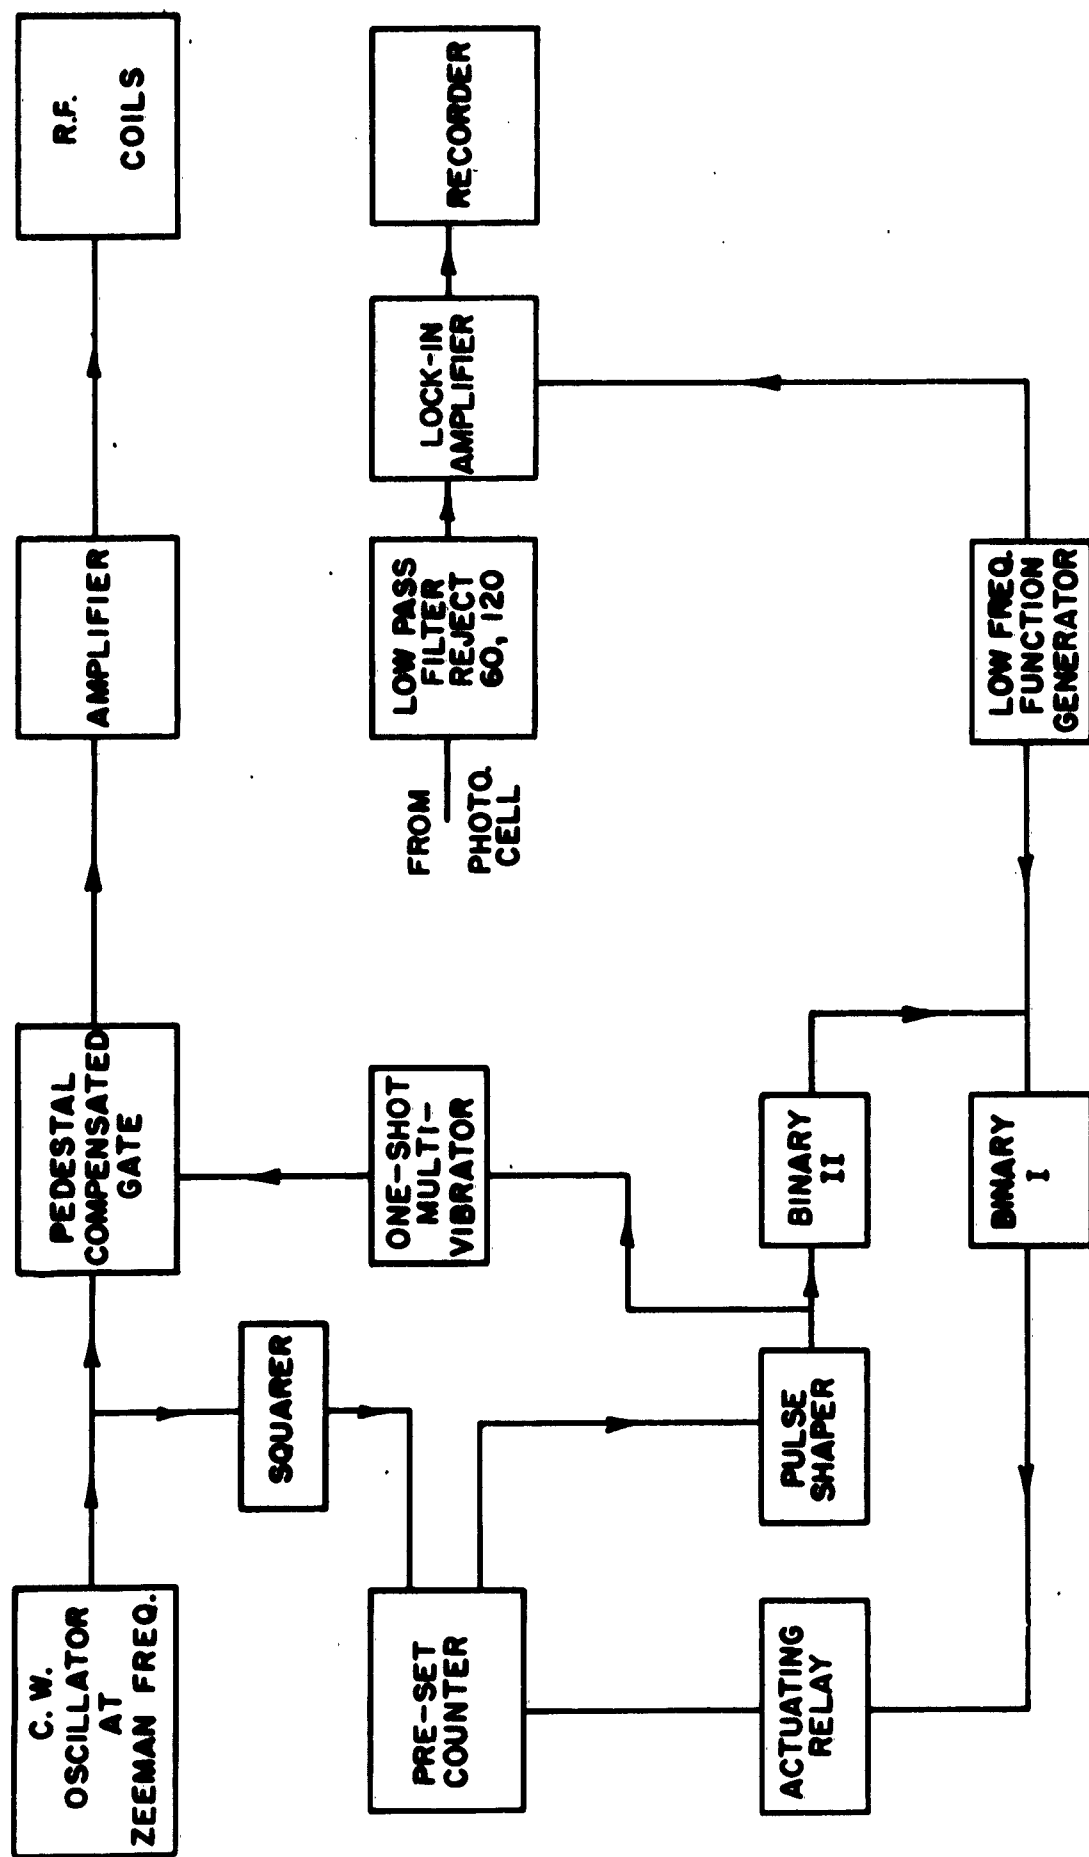 C. W.
OSCILLATOR
AT
ZEEMAN FREQ.
PEDESTAL
COMPENSATED
GATE
AMPLIFIER
R.F.
COILS
SQUARER
PRE-SET
COUNTER
ONE-SHOT
MULTI-
VIBRATOR
FROM
PHOTO.
CELL
LOW PASS
FILTER
REJECT
60, 120
LOCK-IN
AMPLIFIER
RECORDER
ACTUATING
RELAY
PULSE
SHAPER
BINARY
II
BINARY
I
LOW FREQ.
FUNCTION
GENERATOR